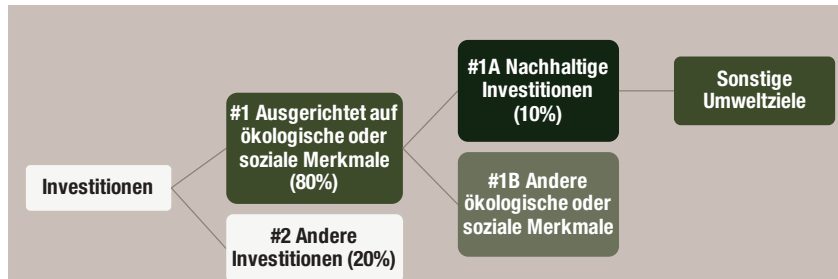 Investitionen
#1 Ausgerichtet auf
ökologische oder
soziale Merkmale
(80%)
#2 Andere
Investitionen (20%)
#1A Nachhaltige
Investitionen
(10%)
#1B Andere
ökologische oder
soziale Merkmale
Sonstige
Umweltziele